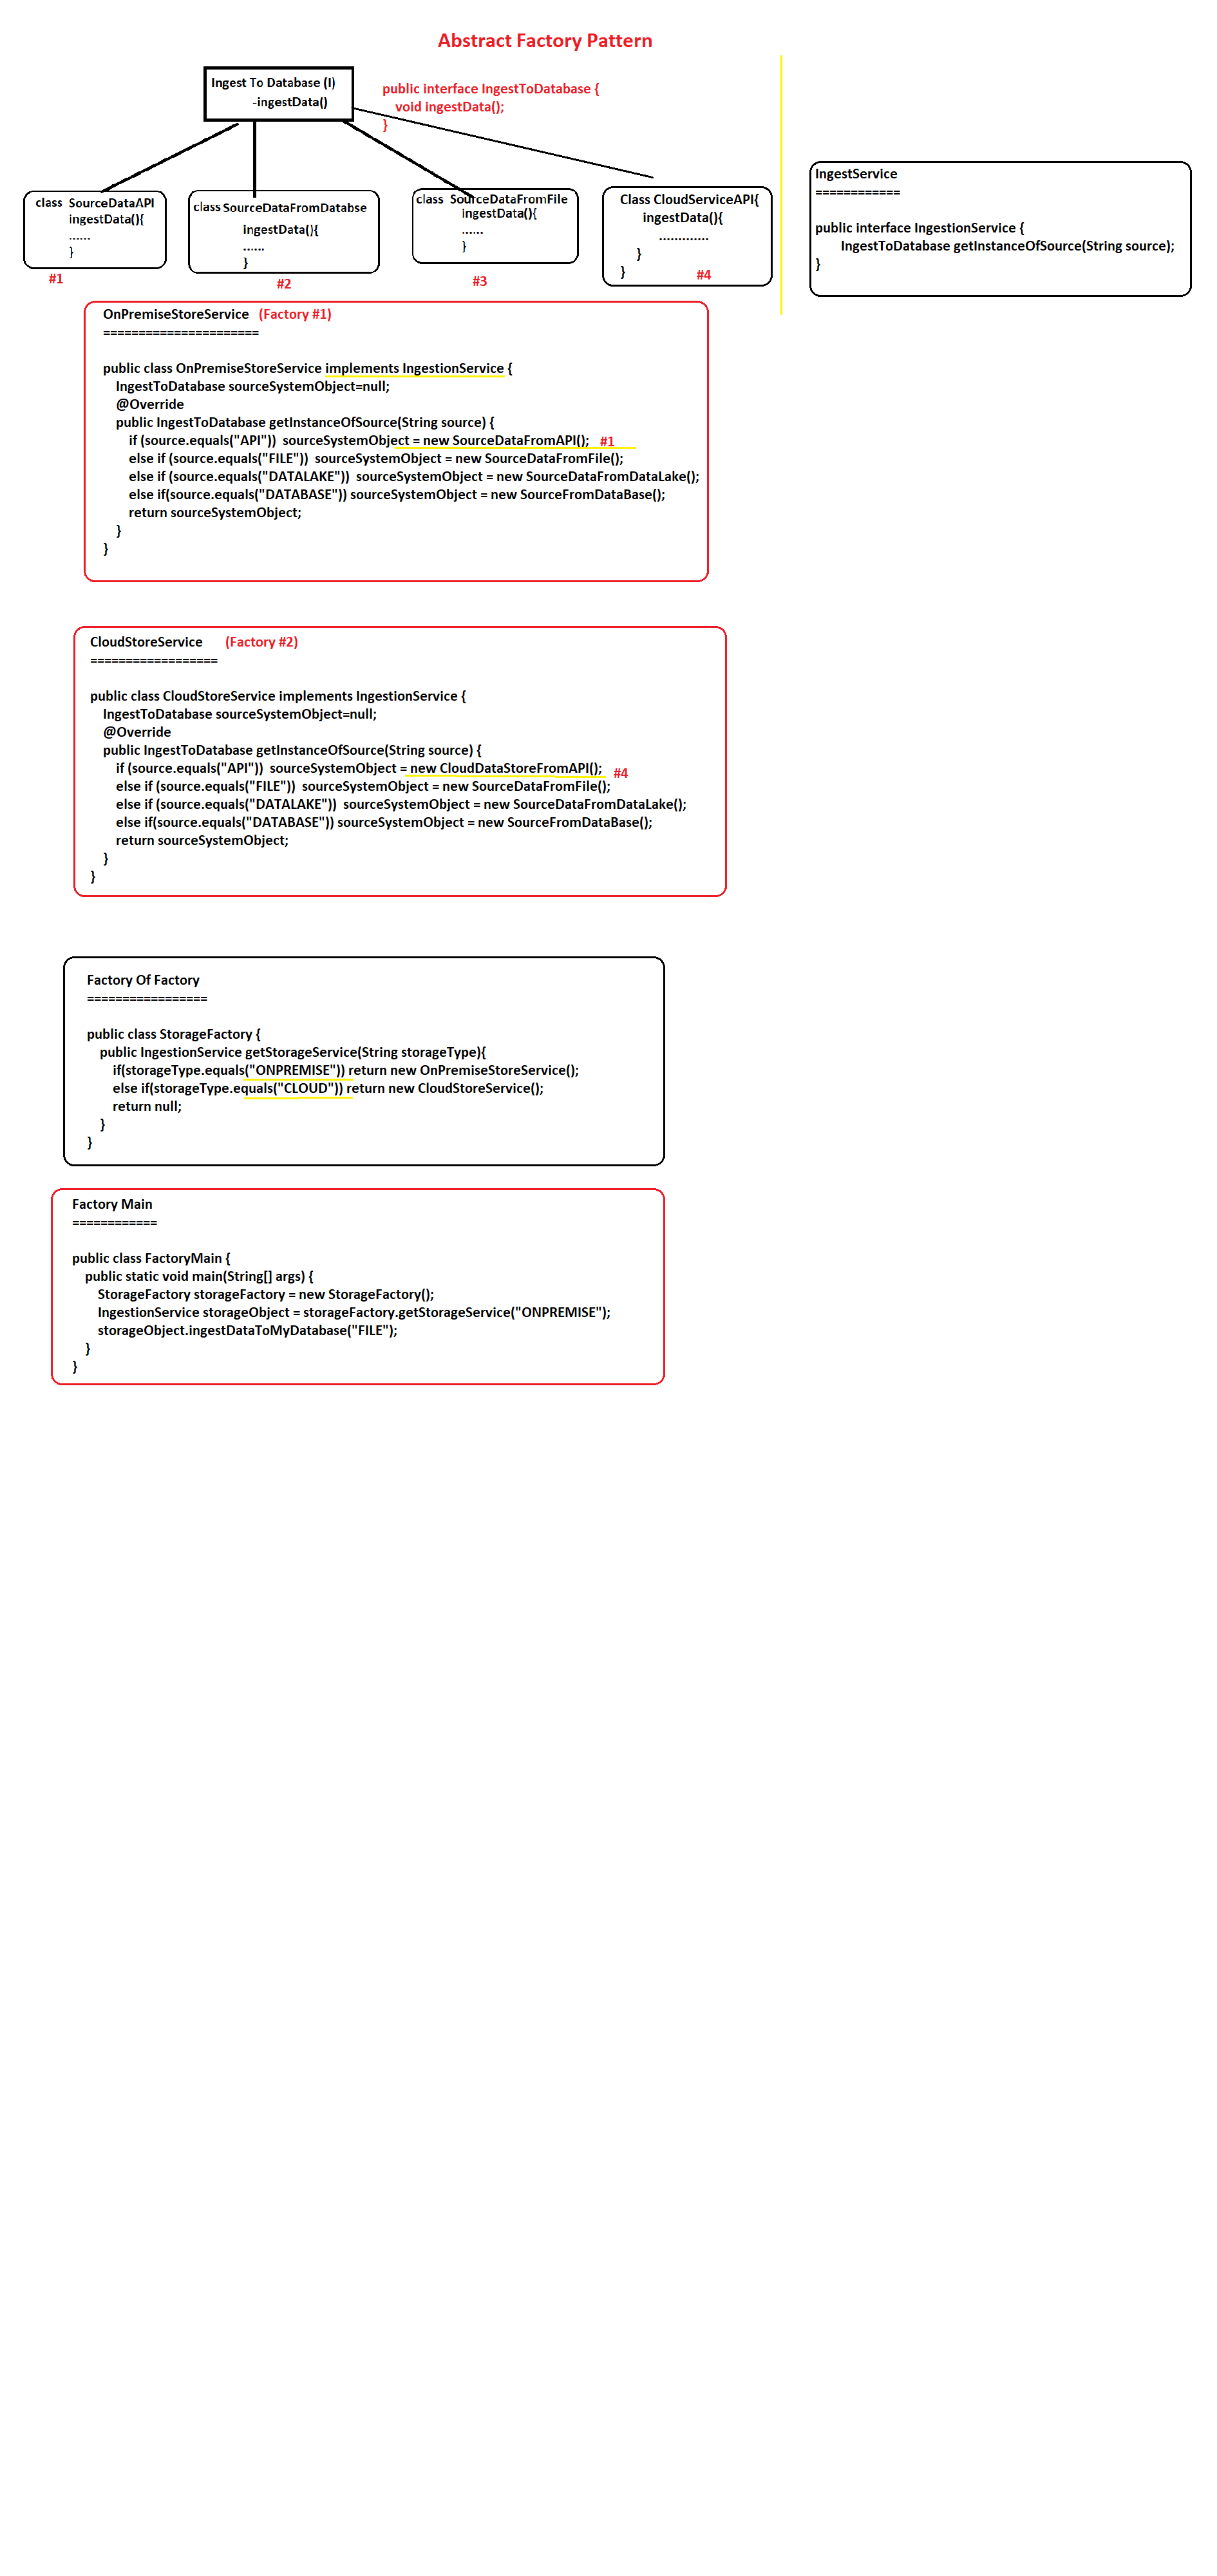 Abstract Factory Pattern
Ingest To Database (I)
-ingestData()
public interface IngestToDatabase {
void ingestData();
}
class SourceDataAPI
ingestData(){
......
}
#1
class SourceDataFromDatabse
ingestData(){
......
}
#2
class SourceDataFromFile
ingestData(){
......
}
#3
Class CloudServiceAPI{
ingestData(){
.............
}
}
#4
IngestService
============
public interface IngestionService {
IngestToDatabase getInstanceOfSource(String source);
}
OnPremiseStoreService (Factory #1)
======================
public class OnPremiseStoreService implements IngestionService {
IngestToDatabase sourceSystemObject=null;
@Override
public IngestToDatabase getInstanceOfSource(String source) {
if (source.equals("API")) sourceSystemObject = new SourceDataFromAPI(); #1
else if (source.equals("FILE")) sourceSystemObject = new SourceDataFromFile();
else if (source.equals("DATALAKE")) sourceSystemObject = new SourceDataFromDataLake();
else if(source.equals("DATABASE")) sourceSystemObject = new SourceFromDataBase();
return sourceSystemObject;
}
}
CloudStoreService (Factory #2)
==================
public class CloudStoreService implements IngestionService {
IngestToDatabase sourceSystemObject=null;
@Override
public IngestToDatabase getInstanceOfSource(String source) {
if (source.equals("API")) sourceSystemObject = new CloudDataStoreFromAPI(); #4
else if (source.equals("FILE")) sourceSystemObject = new SourceDataFromFile();
else if (source.equals("DATALAKE")) sourceSystemObject = new SourceDataFromDataLake();
else if(source.equals("DATABASE")) sourceSystemObject = new SourceFromDataBase();
return sourceSystemObject;
}
}
Factory Of Factory
=================
public class StorageFactory {
public IngestionService getStorageService(String storageType){
if(storageType.equals("ONPREMISE")) return new OnPremiseStoreService();
else if(storageType.equals("CLOUD")) return new CloudStoreService();
return null;
}
}
Factory Main
============
public class FactoryMain {
public static void main(String[] args) {
StorageFactory storageFactory = new StorageFactory();
IngestionService storageObject = storageFactory.getStorageService("ONPREMISE");
storageObject.ingestDataToMyDatabase("FILE");
}
}